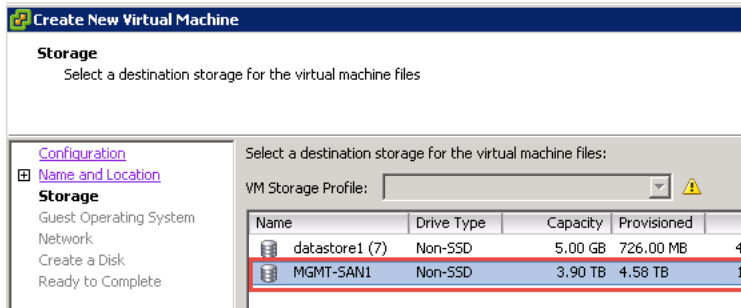 Create New Virtual Machine
Storage
Select a destination storage for the virtual machine files
Configuration
Name and Location
Storage
Guest Operating System
Network
Create a Disk
Ready to Complete
Select a destination storage for the virtual machine files:
VM Storage Profile:
Name Drive Type Capacity Provisioned
datastore1 (7) Non-SSD 5.00 GB 726.00 MB 4
MGMT-SAN1 Non-SSD 3.90 TB 4.58 TB 1